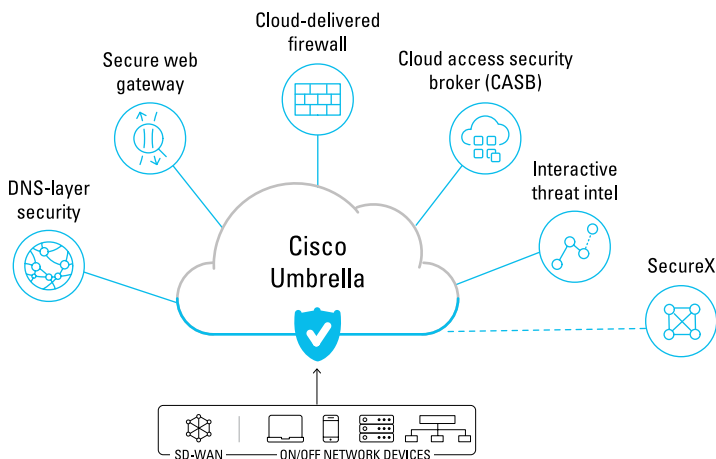 Cloud-delivered
firewall
Secure web
gateway
Cloud access security
broker (CASB)
DNS-layer
security
Interactive
threat intel
Cisco
Umbrella
SecureX
SD-WAN
ON/OFF NETWORK DEVICES